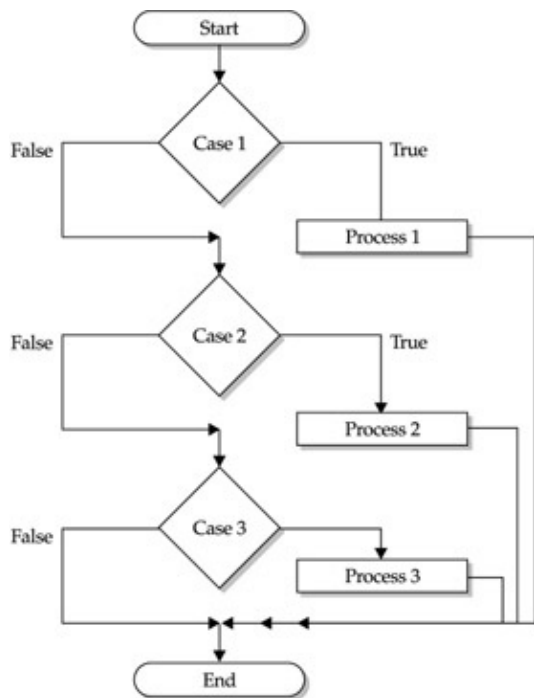 Start
Case 1
False
True
Process 1
Case 2
False
True
Process 2
Case 3
False
Process 3
End